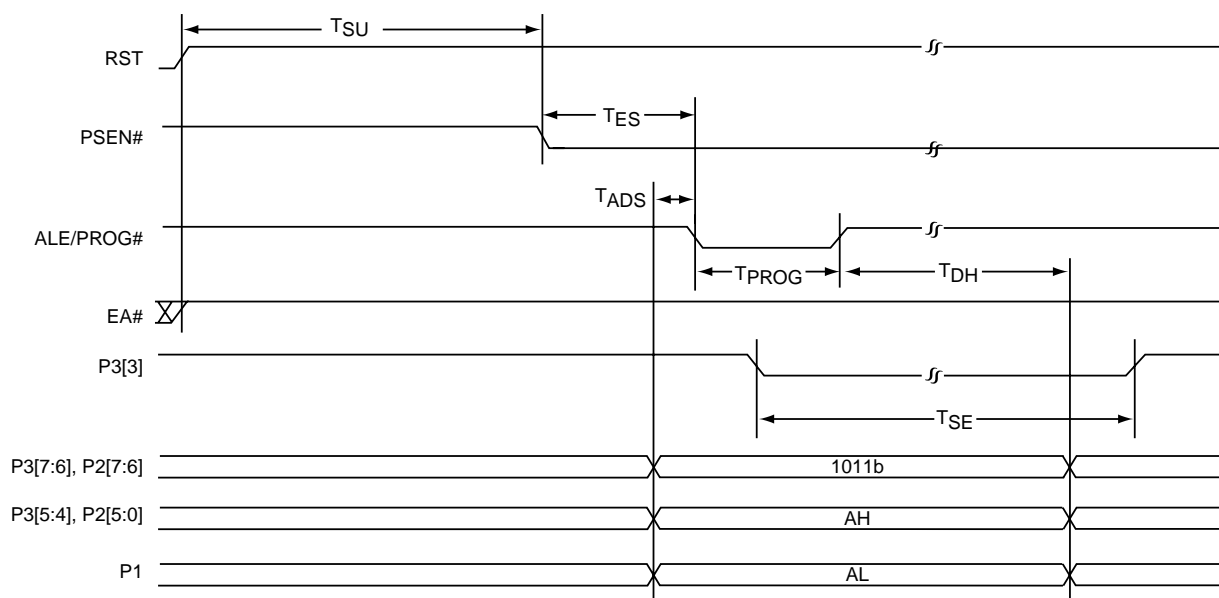 TSU
RST
TES
PSEN#
TADS
ALE/PROG#
TPROG
TDH
EA#
P3[3]
TSE
P3[7:6], P2[7:6]
1011b
P3[5:4], P2[5:0]
AH
P1
AL